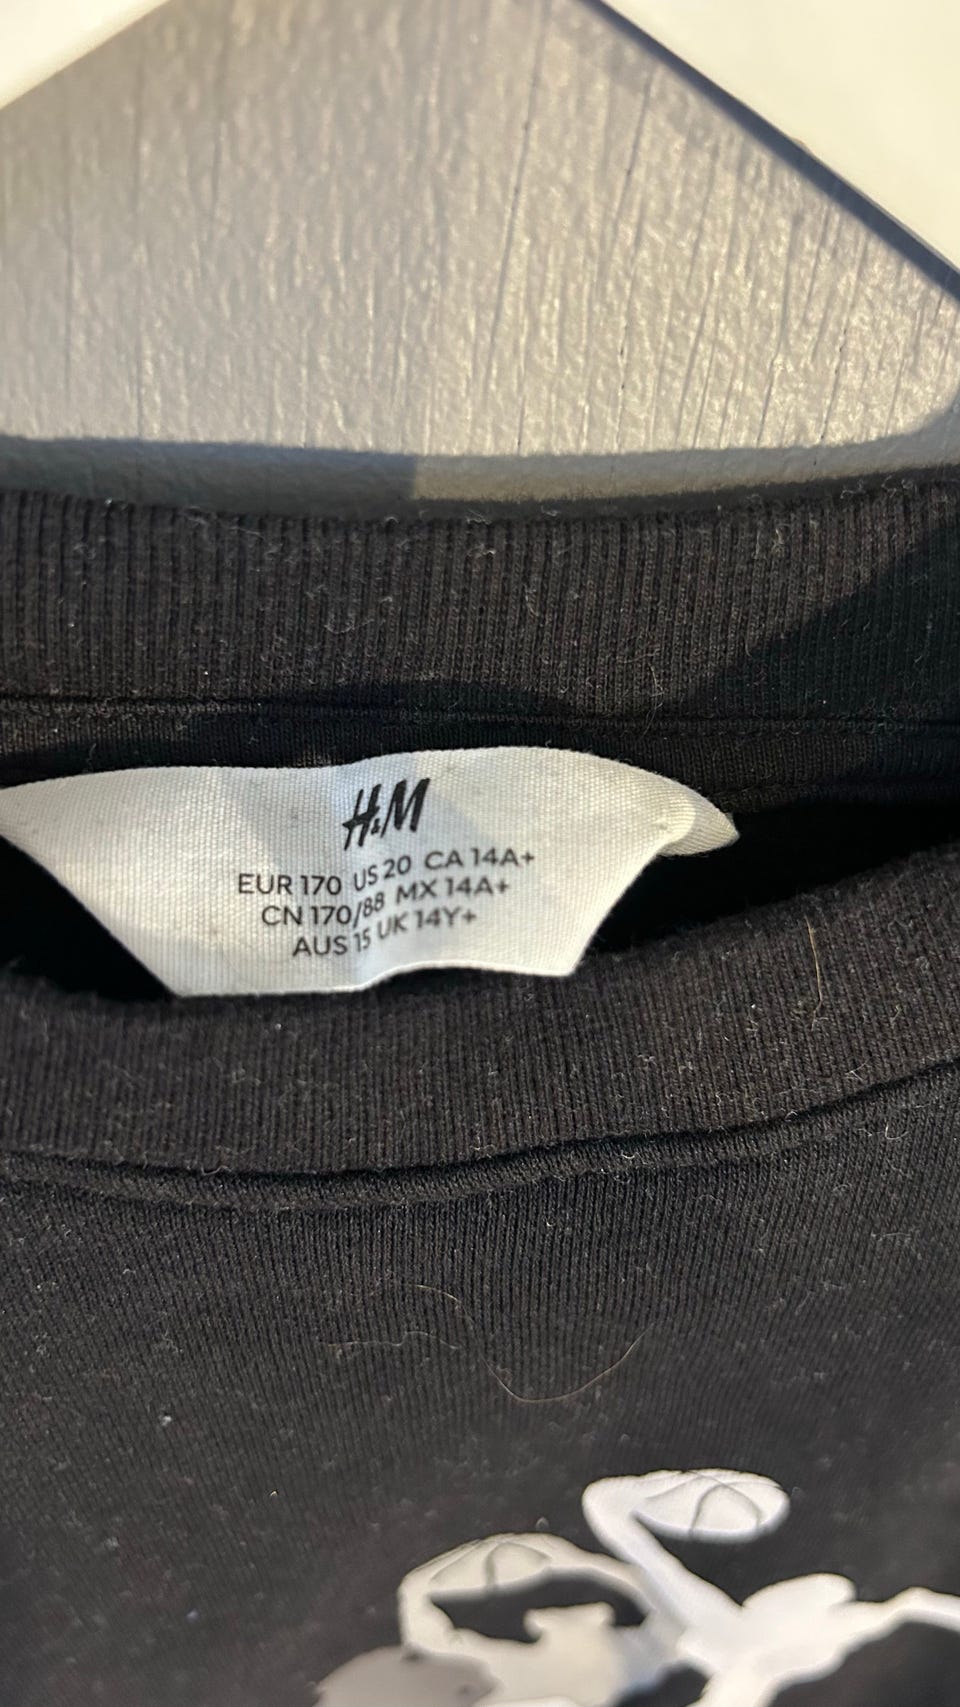 H&M
EUR 170 US 20 CA 14A+
CN 170/88 MX 14A+
AUS 15 UK 14Y+